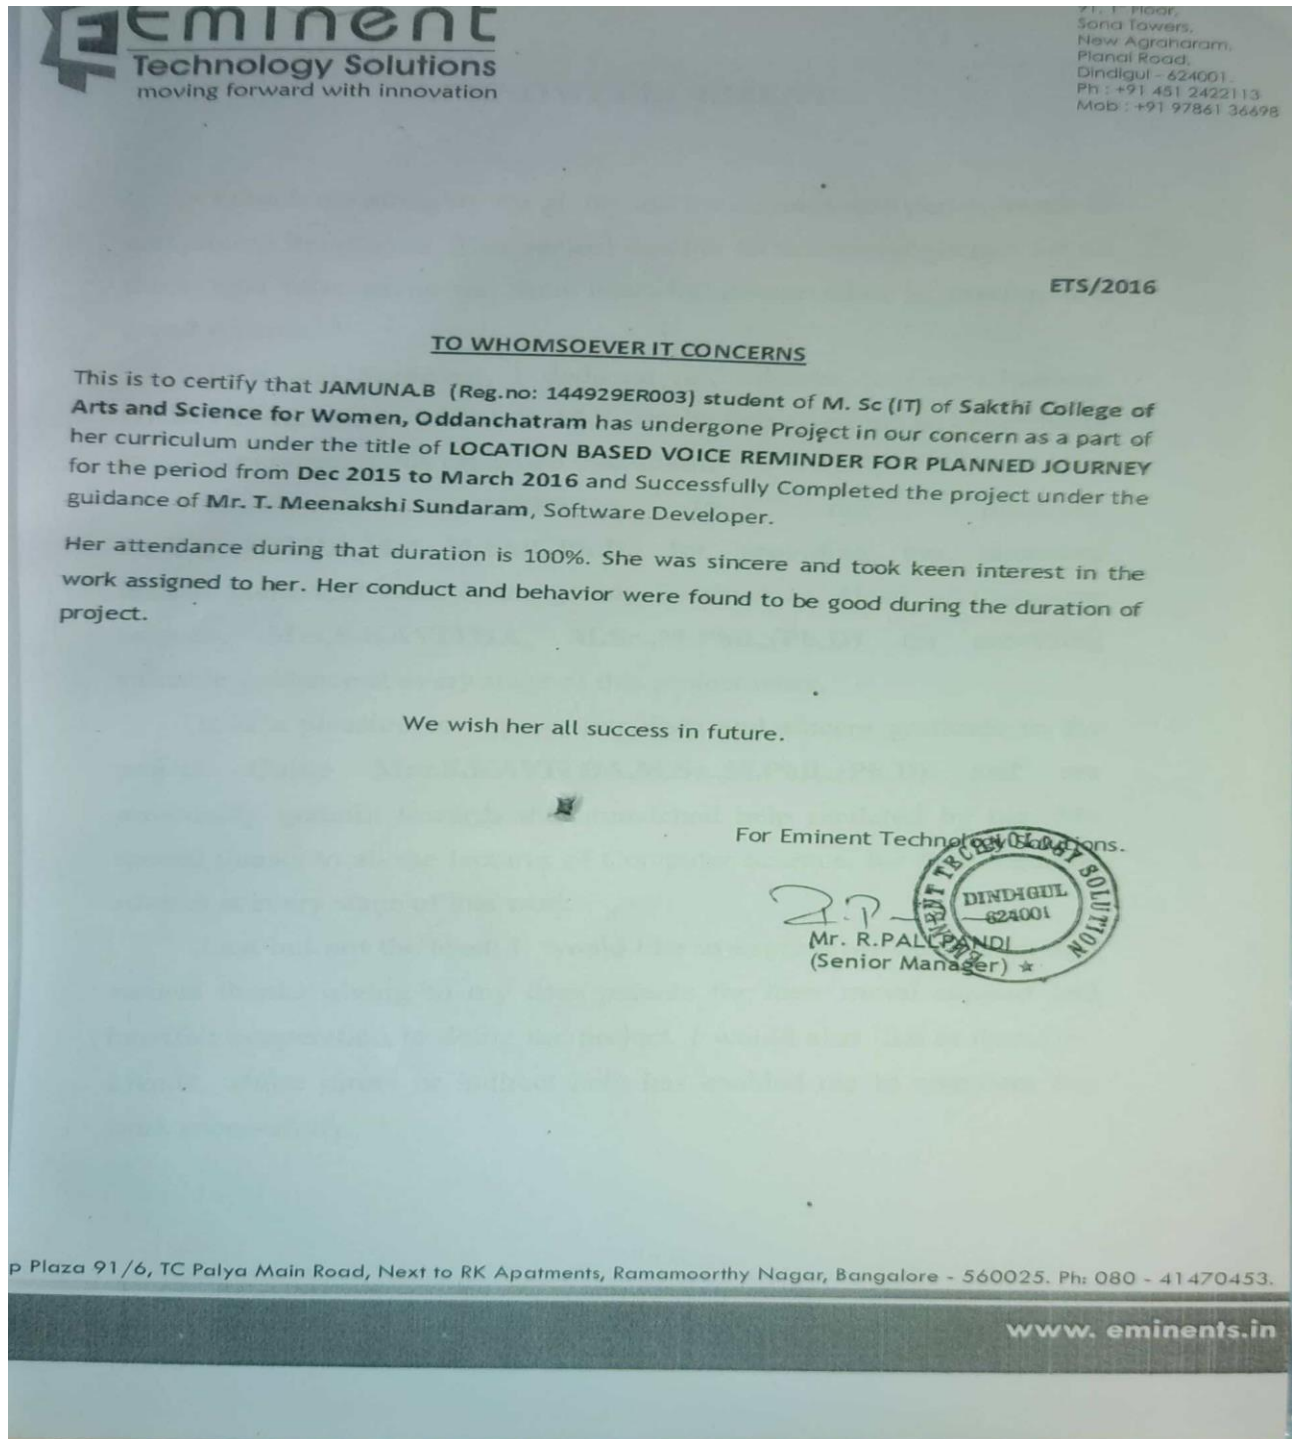 Eminent
Technology Solutions
moving forward with innovation
91, 1st Floor,
Sona Towers,
New Agraharam,
Planai Road,
Dindigul - 624001.
Ph : +91 451 2422113
Mob : +91 97861 36698
ETS/2016
TO WHOMSOEVER IT CONCERNS
This is to certify that JAMUNA.B (Reg.no: 144929ER003) student of M. Sc (IT) of Sakthi College of
Arts and Science for Women, Oddanchatram has undergone Project in our concern as a part of
her curriculum under the title of LOCATION BASED VOICE REMINDER FOR PLANNED JOURNEY
for the period from Dec 2015 to March 2016 and Successfully Completed the project under the
guidance of Mr. T. Meenakshi Sundaram, Software Developer.
Her attendance during that duration is 100%. She was sincere and took keen interest in the
work assigned to her. Her conduct and behavior were found to be good during the duration of
project.
We wish her all success in future.
For Eminent Technology Solutions.
EMINENT TECHNOLOGY SOLUTION
DINDIGUL
624001
Mr. R.PALLPANDI
(Senior Manager)
p Plaza 91/6, TC Palya Main Road, Next to RK Apatments, Ramamoorthy Nagar, Bangalore - 560025. Ph: 080 - 41470453.
www. eminents.in